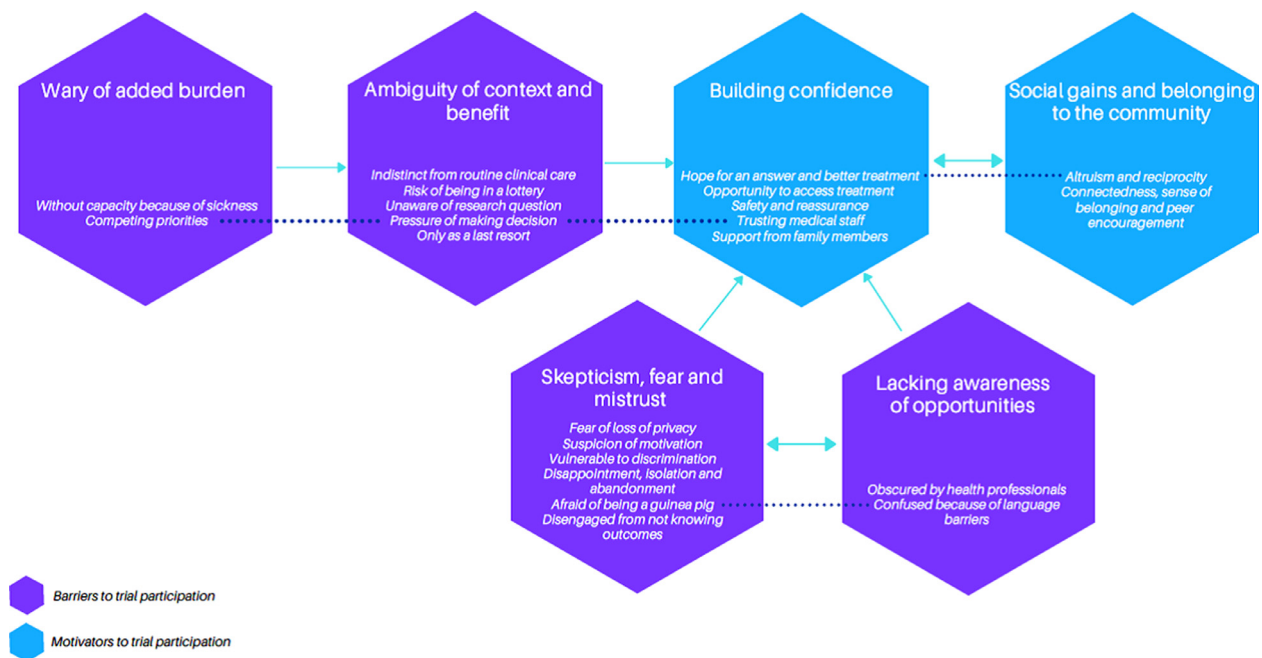 Wary of added burden
Without capacity because of sickness
Competing priorities
Ambiguity of context and
benefit
Indistinct from routine clinical care
Risk of being in a lottery
Unaware of research question
Pressure of making decision
Only as a last resort
Building confidence
Hope for an answer and better treatment
Opportunity to access treatment
Safety and reassurance
Trusting medical staff
Support from family members
Social gains and belonging
to the community
Altruism and reciprocity
Connectedness, sense of
belonging and peer
encouragement
Skepticism, fear and
mistrust
Fear of loss of privacy
Suspicion of motivation
Vulnerable to discrimination
Disappointment, isolation and
abandonment
Afraid of being a guinea pig
Disengaged from not knowing
outcomes
Lacking awareness
of opportunities
Obscured by health professionals
Confused because of language
barriers
Barriers to trial participation
Motivators to trial participation